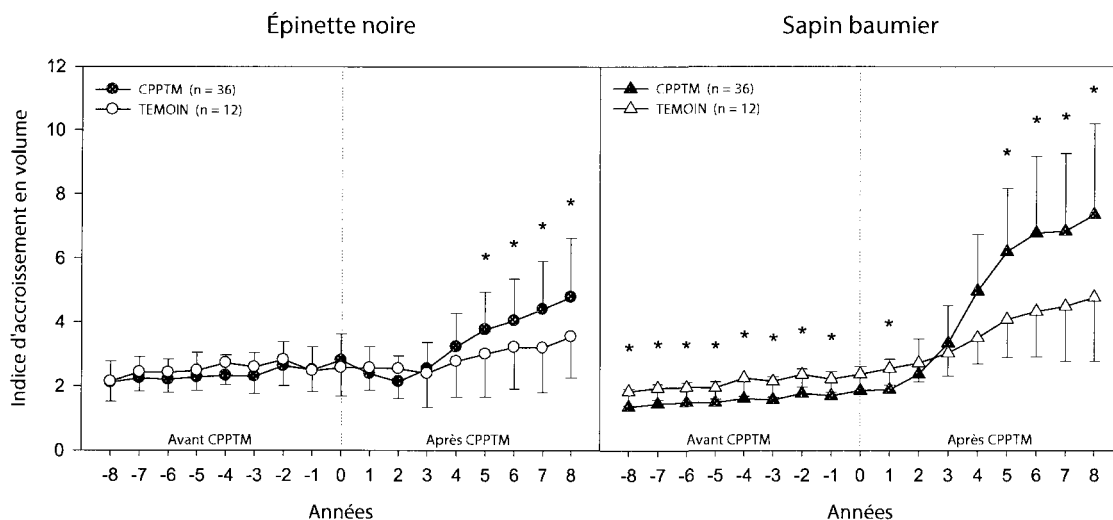 Épinette noire
Sapin baumier
Indice d'accroissement en volume
12
10
8
6
4
2
0
CPPTM (n = 36)
TEMOIN (n = 12)
* * * *
Avant CPPTM
Après CPPTM
-8 -7 -6 -5 -4 -3 -2 -1 0 1 2 3 4 5 6 7 8
Années
CPPTM (n = 36)
TEMOIN (n = 12)
* * * * * * * * * * * * *
Avant CPPTM
Après CPPTM
-8 -7 -6 -5 -4 -3 -2 -1 0 1 2 3 4 5 6 7 8
Années